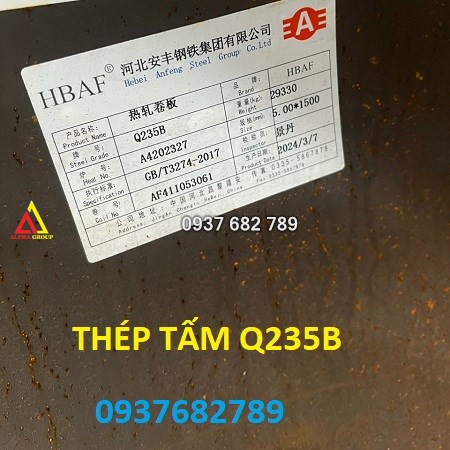 HBAF®
河北安丰钢铁集团有限公司
Hebei Anfeng Steel Group Co.Ltd
A
产品名称 热轧卷板 Brand HBAF
Product Name
牌 号 Q235B 重量(kg) 29330
Steel Grade
炉 号 A4202327 规格(mm) 5.00*1500
Heat No. Size
执行标准 GB/T3274-2017 检验员 景丹
Specification Inspector
卷 号 AF411053061 生产日期 2024/3/7
Coil No.
ALPHA GROUP
0937 682 789
THÉP TẤM Q235B
0937682789